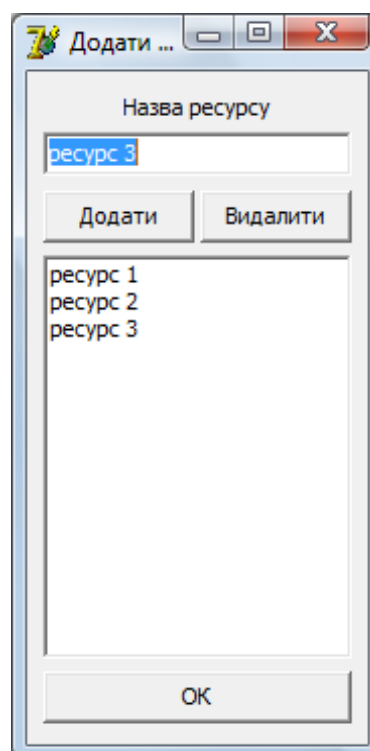 Додати ...
Назва ресурсу
ресурс 3
Додати Видалити
ресурс 1
ресурс 2
ресурс 3
ОК